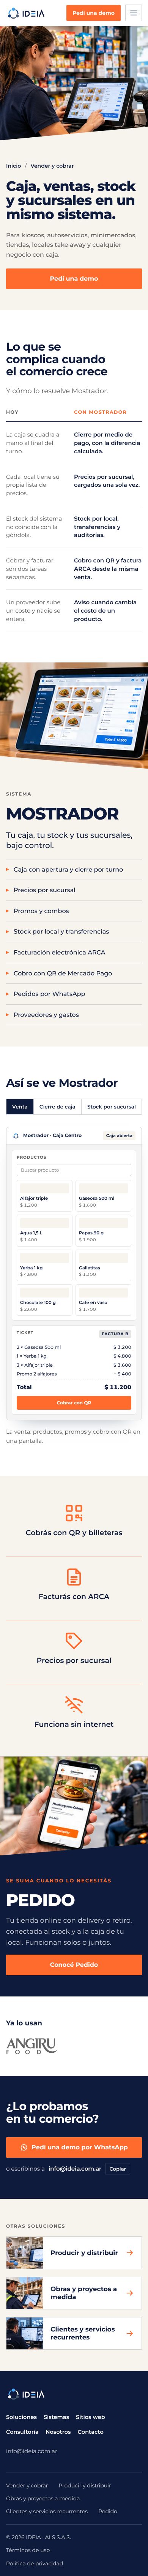 IDEIA
Pedí una demo
Inicio / Vender y cobrar
Caja, ventas, stock
y sucursales en un
mismo sistema.
Para kioscos, autoservicios, minimercados,
tiendas, locales take away y cualquier
negocio con caja.
Pedí una demo
Lo que se
complica cuando
el comercio crece
Y cómo lo resuelve Mostrador.
HOY
CON MOSTRADOR
La caja se cuadra a
mano al final del
turno.
Cierre por medio de
pago, con la diferencia
calculada.
Cada local tiene su
propia lista de
precios.
Precios por sucursal,
cargados una sola vez.
El stock del sistema
no coincide con la
góndola.
Stock por local,
transferencias y
auditorías.
Cobrar y facturar
son dos tareas
separadas.
Cobro con QR y factura
ARCA desde la misma
venta.
Un proveedor sube
un costo y nadie se
entera.
Aviso cuando cambia
el costo de un
producto.
SISTEMA
MOSTRADOR
Tu caja, tu stock y tus sucursales,
bajo control.
Caja con apertura y cierre por turno
Precios por sucursal
Promos y combos
Stock por local y transferencias
Facturación electrónica ARCA
Cobro con QR de Mercado Pago
Pedidos por WhatsApp
Proveedores y gastos
Así se ve Mostrador
Venta
Cierre de caja
Stock por sucursal
Mostrador · Caja Centro
Caja abierta
PRODUCTOS
Buscar producto
Alfajor triple
$ 1.200
Gaseosa 500 ml
$ 1.600
Agua 1,5 L
$ 1.400
Papas 90 g
$ 1.900
Yerba 1 kg
$ 4.800
Galletitas
$ 1.300
Chocolate 100 g
$ 2.600
Café en vaso
$ 1.700
TICKET
FACTURA B
2 × Gaseosa 500 ml $ 3.200
1 × Yerba 1 kg $ 4.800
3 × Alfajor triple $ 3.600
Promo 2 alfajores − $ 400
Total $ 11.200
Cobrar con QR
La venta: productos, promos y cobro con QR en
una pantalla.
Cobrás con QR y billeteras
Facturás con ARCA
Precios por sucursal
Funciona sin internet
SE SUMA CUANDO LO NECESITÁS
PEDIDO
Tu tienda online con delivery o retiro,
conectada al stock y a la caja de tu
local. Funcionan solos o juntos.
Conocé Pedido
Ya lo usan
ANGIRU
FOOD
¿Lo probamos
en tu comercio?
Pedí una demo por WhatsApp
o escribinos a info@ideia.com.ar Copiar
OTRAS SOLUCIONES
Producir y distribuir
Obras y proyectos a
medida
Clientes y servicios
recurrentes
IDEIA
Soluciones Sistemas Sitios web
Consultoría Nosotros Contacto
info@ideia.com.ar
Vender y cobrar Producir y distribuir
Obras y proyectos a medida
Clientes y servicios recurrentes Pedido
© 2026 IDEIA · ALS S.A.S.
Términos de uso
Política de privacidad